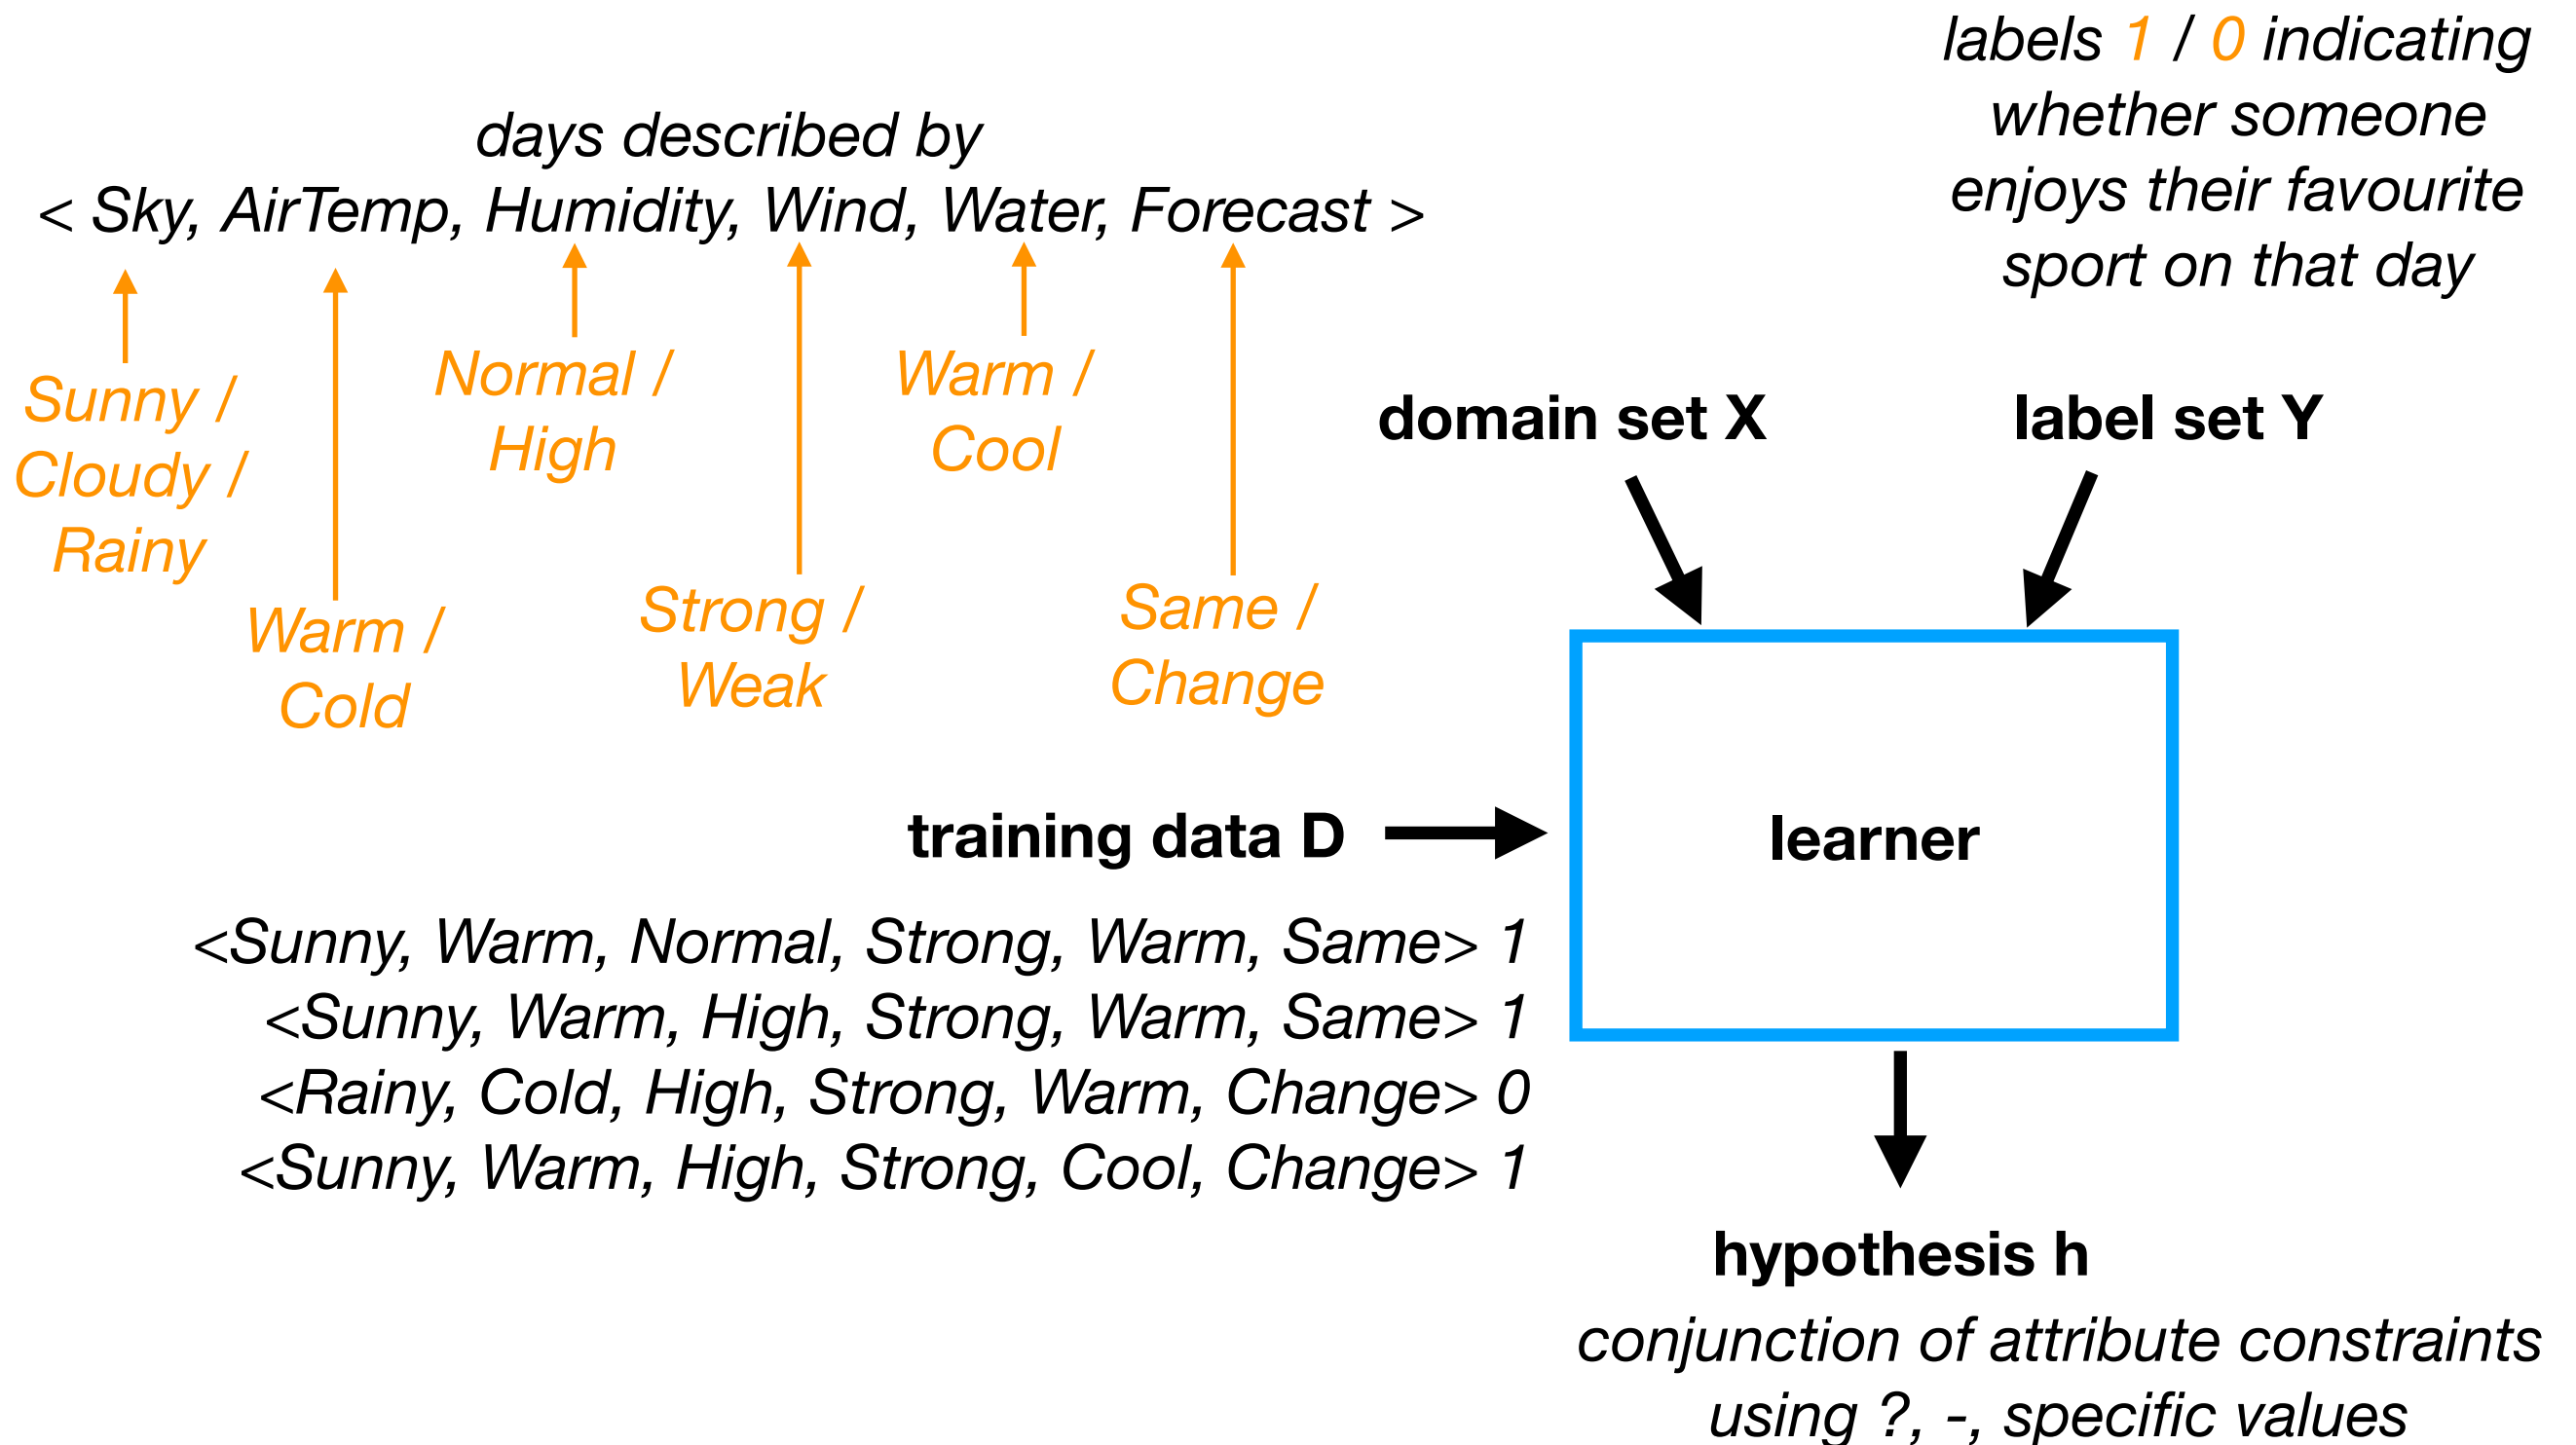 labels 1 / 0 indicating
whether someone
enjoys their favourite
sport on that day
days described by
< Sky, AirTemp, Humidity, Wind, Water, Forecast >
Sunny /
Cloudy /
Rainy
Warm /
Cold
Normal /
High
Strong /
Weak
Warm /
Cool
Same /
Change
domain set X
label set Y
training data D
learner
<Sunny, Warm, Normal, Strong, Warm, Same> 1
<Sunny, Warm, High, Strong, Warm, Same> 1
<Rainy, Cold, High, Strong, Warm, Change> 0
<Sunny, Warm, High, Strong, Cool, Change> 1
hypothesis h
conjunction of attribute constraints
using ?, -, specific values